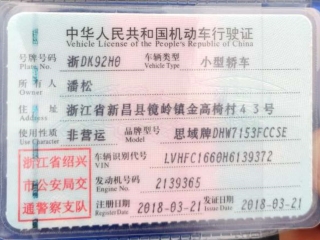 中华人民共和国机动车行驶证
Vehicle License of the People's Republic of China
号牌号码 浙DK92H0 车辆类型 小型轿车
Plate No. Vehicle Type
所有人 潘松
Owner
住址 浙江省新昌县镜岭镇金高椅村43号
Address
使用性质 非营运 品牌型号 思域牌DHW7153FCCSE
Use Character Model
浙江省绍兴 车辆识别代号 LVHFC1660H6139372
VIN
市公安局交 发动机号码 2139365
Engine No.
通警察支队 注册日期 2018-03-21 发证日期 2018-03-21
Register Date Issue Date